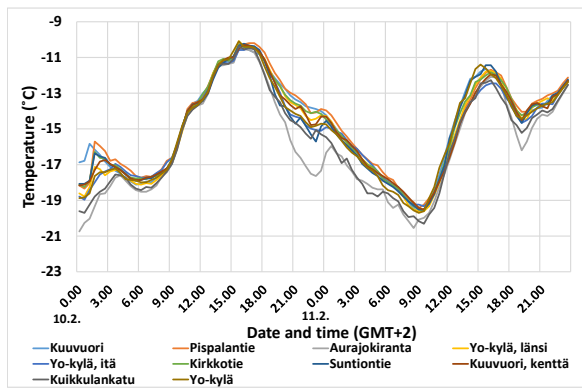 -9
-11
-13
-15
-17
-19
-21
-23
Temperature (°C)
0.00 3.00 6.00 9.00 12.00 15.00 18.00 21.00 0.00 3.00 6.00 9.00 12.00 15.00 18.00 21.00
10.2. 11.2.
Date and time (GMT+2)
Kuuvuori Pispalantie Aurajokiranta Yo-kylä, länsi
Yo-kylä, itä Kirkkotie Suntiontie Kuuvuori, kenttä
Kuikkulankatu Yo-kylä